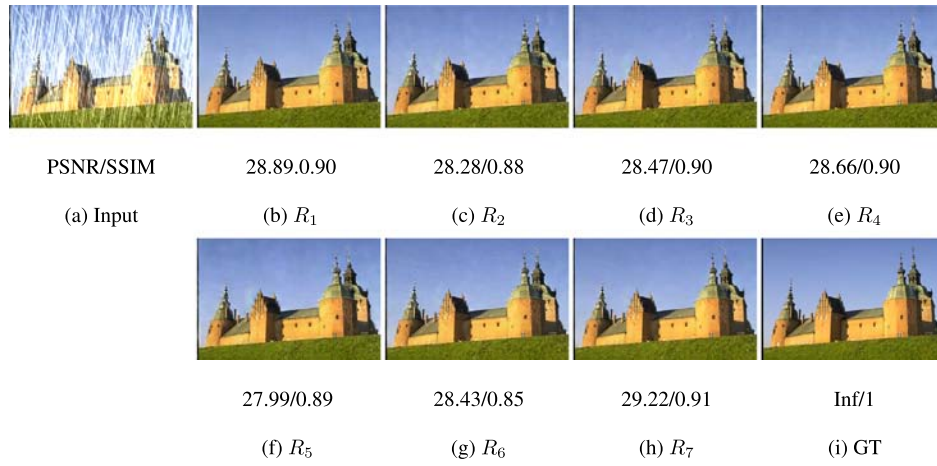 PSNR/SSIM 28.89.0.90 28.28/0.88 28.47/0.90 28.66/0.90
(a) Input (b) R₁ (c) R₂ (d) R₃ (e) R₄
27.99/0.89 28.43/0.85 29.22/0.91 Inf/1
(f) R₅ (g) R₆ (h) R₇ (i) GT